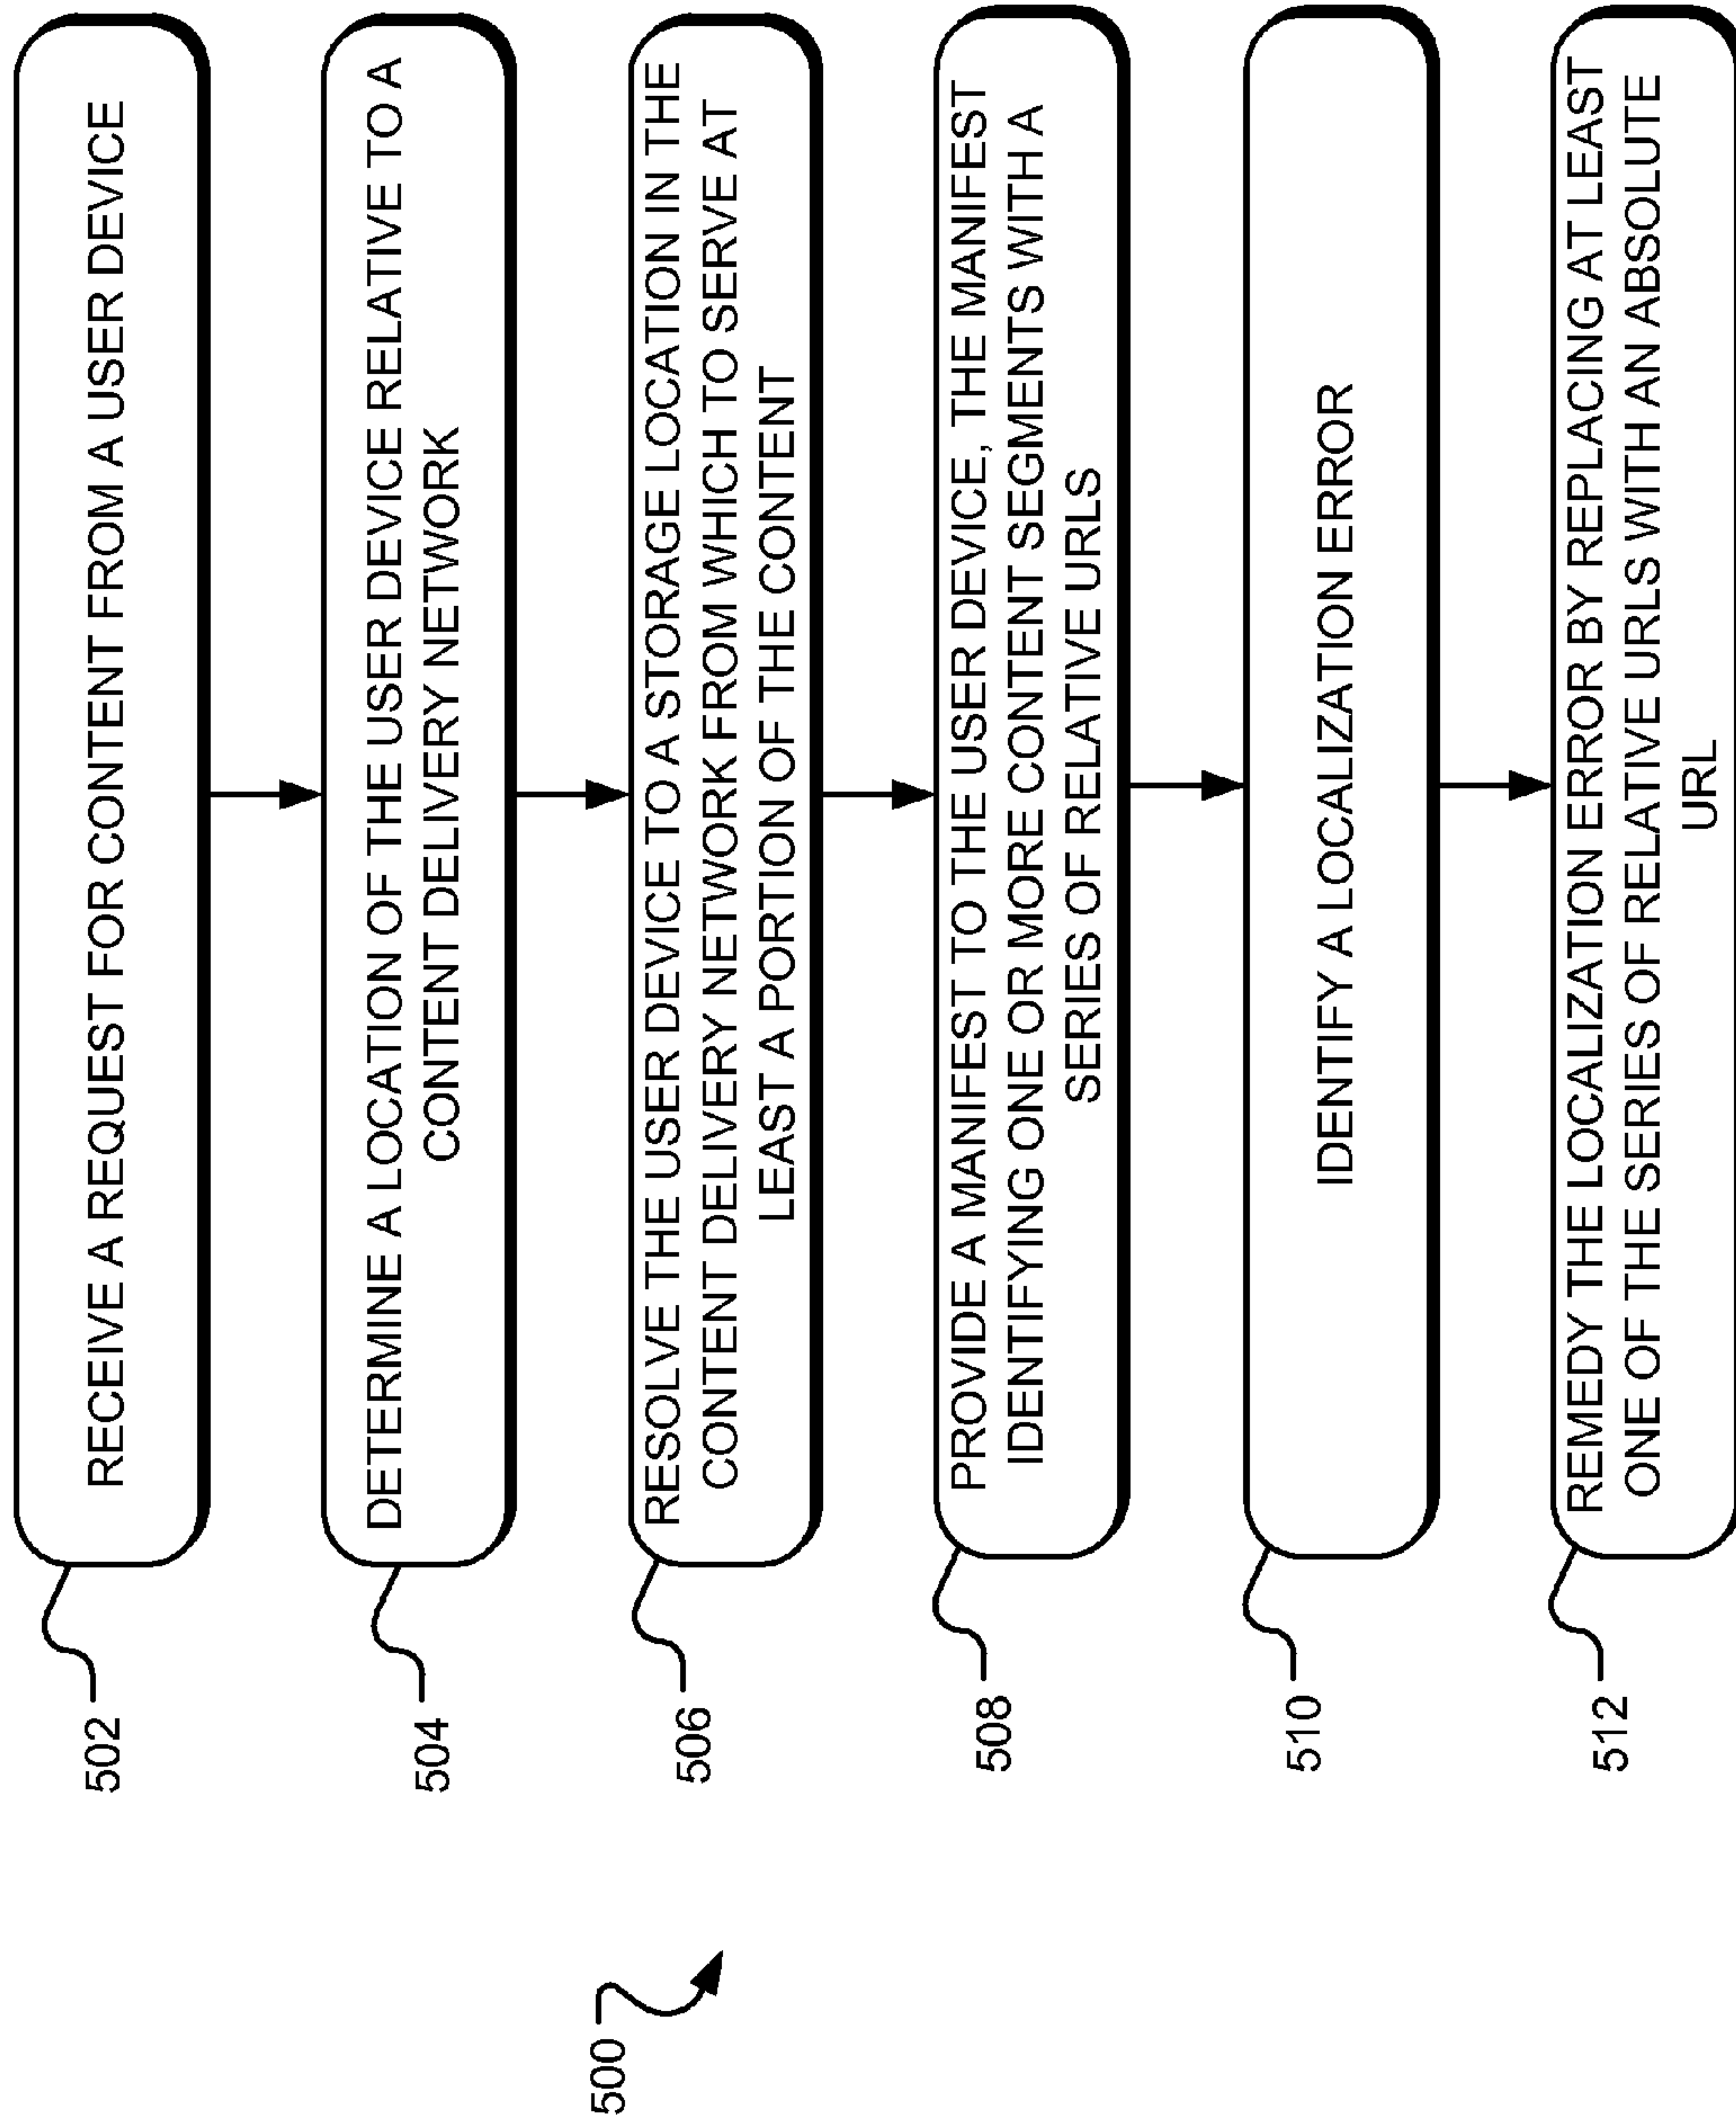 500
502
RECEIVE A REQUEST FOR CONTENT FROM A USER DEVICE
504
DETERMINE A LOCATION OF THE USER DEVICE RELATIVE TO A
CONTENT DELIVERY NETWORK
506
RESOLVE THE USER DEVICE TO A STORAGE LOCATION IN THE
CONTENT DELIVERY NETWORK FROM WHICH TO SERVE AT
LEAST A PORTION OF THE CONTENT
508
PROVIDE A MANIFEST TO THE USER DEVICE, THE MANIFEST
IDENTIFYING ONE OR MORE CONTENT SEGMENTS WITH A
SERIES OF RELATIVE URLS
510
IDENTIFY A LOCALIZATION ERROR
512
REMEDY THE LOCALIZATION ERROR BY REPLACING AT LEAST
ONE OF THE SERIES OF RELATIVE URLS WITH AN ABSOLUTE
URL